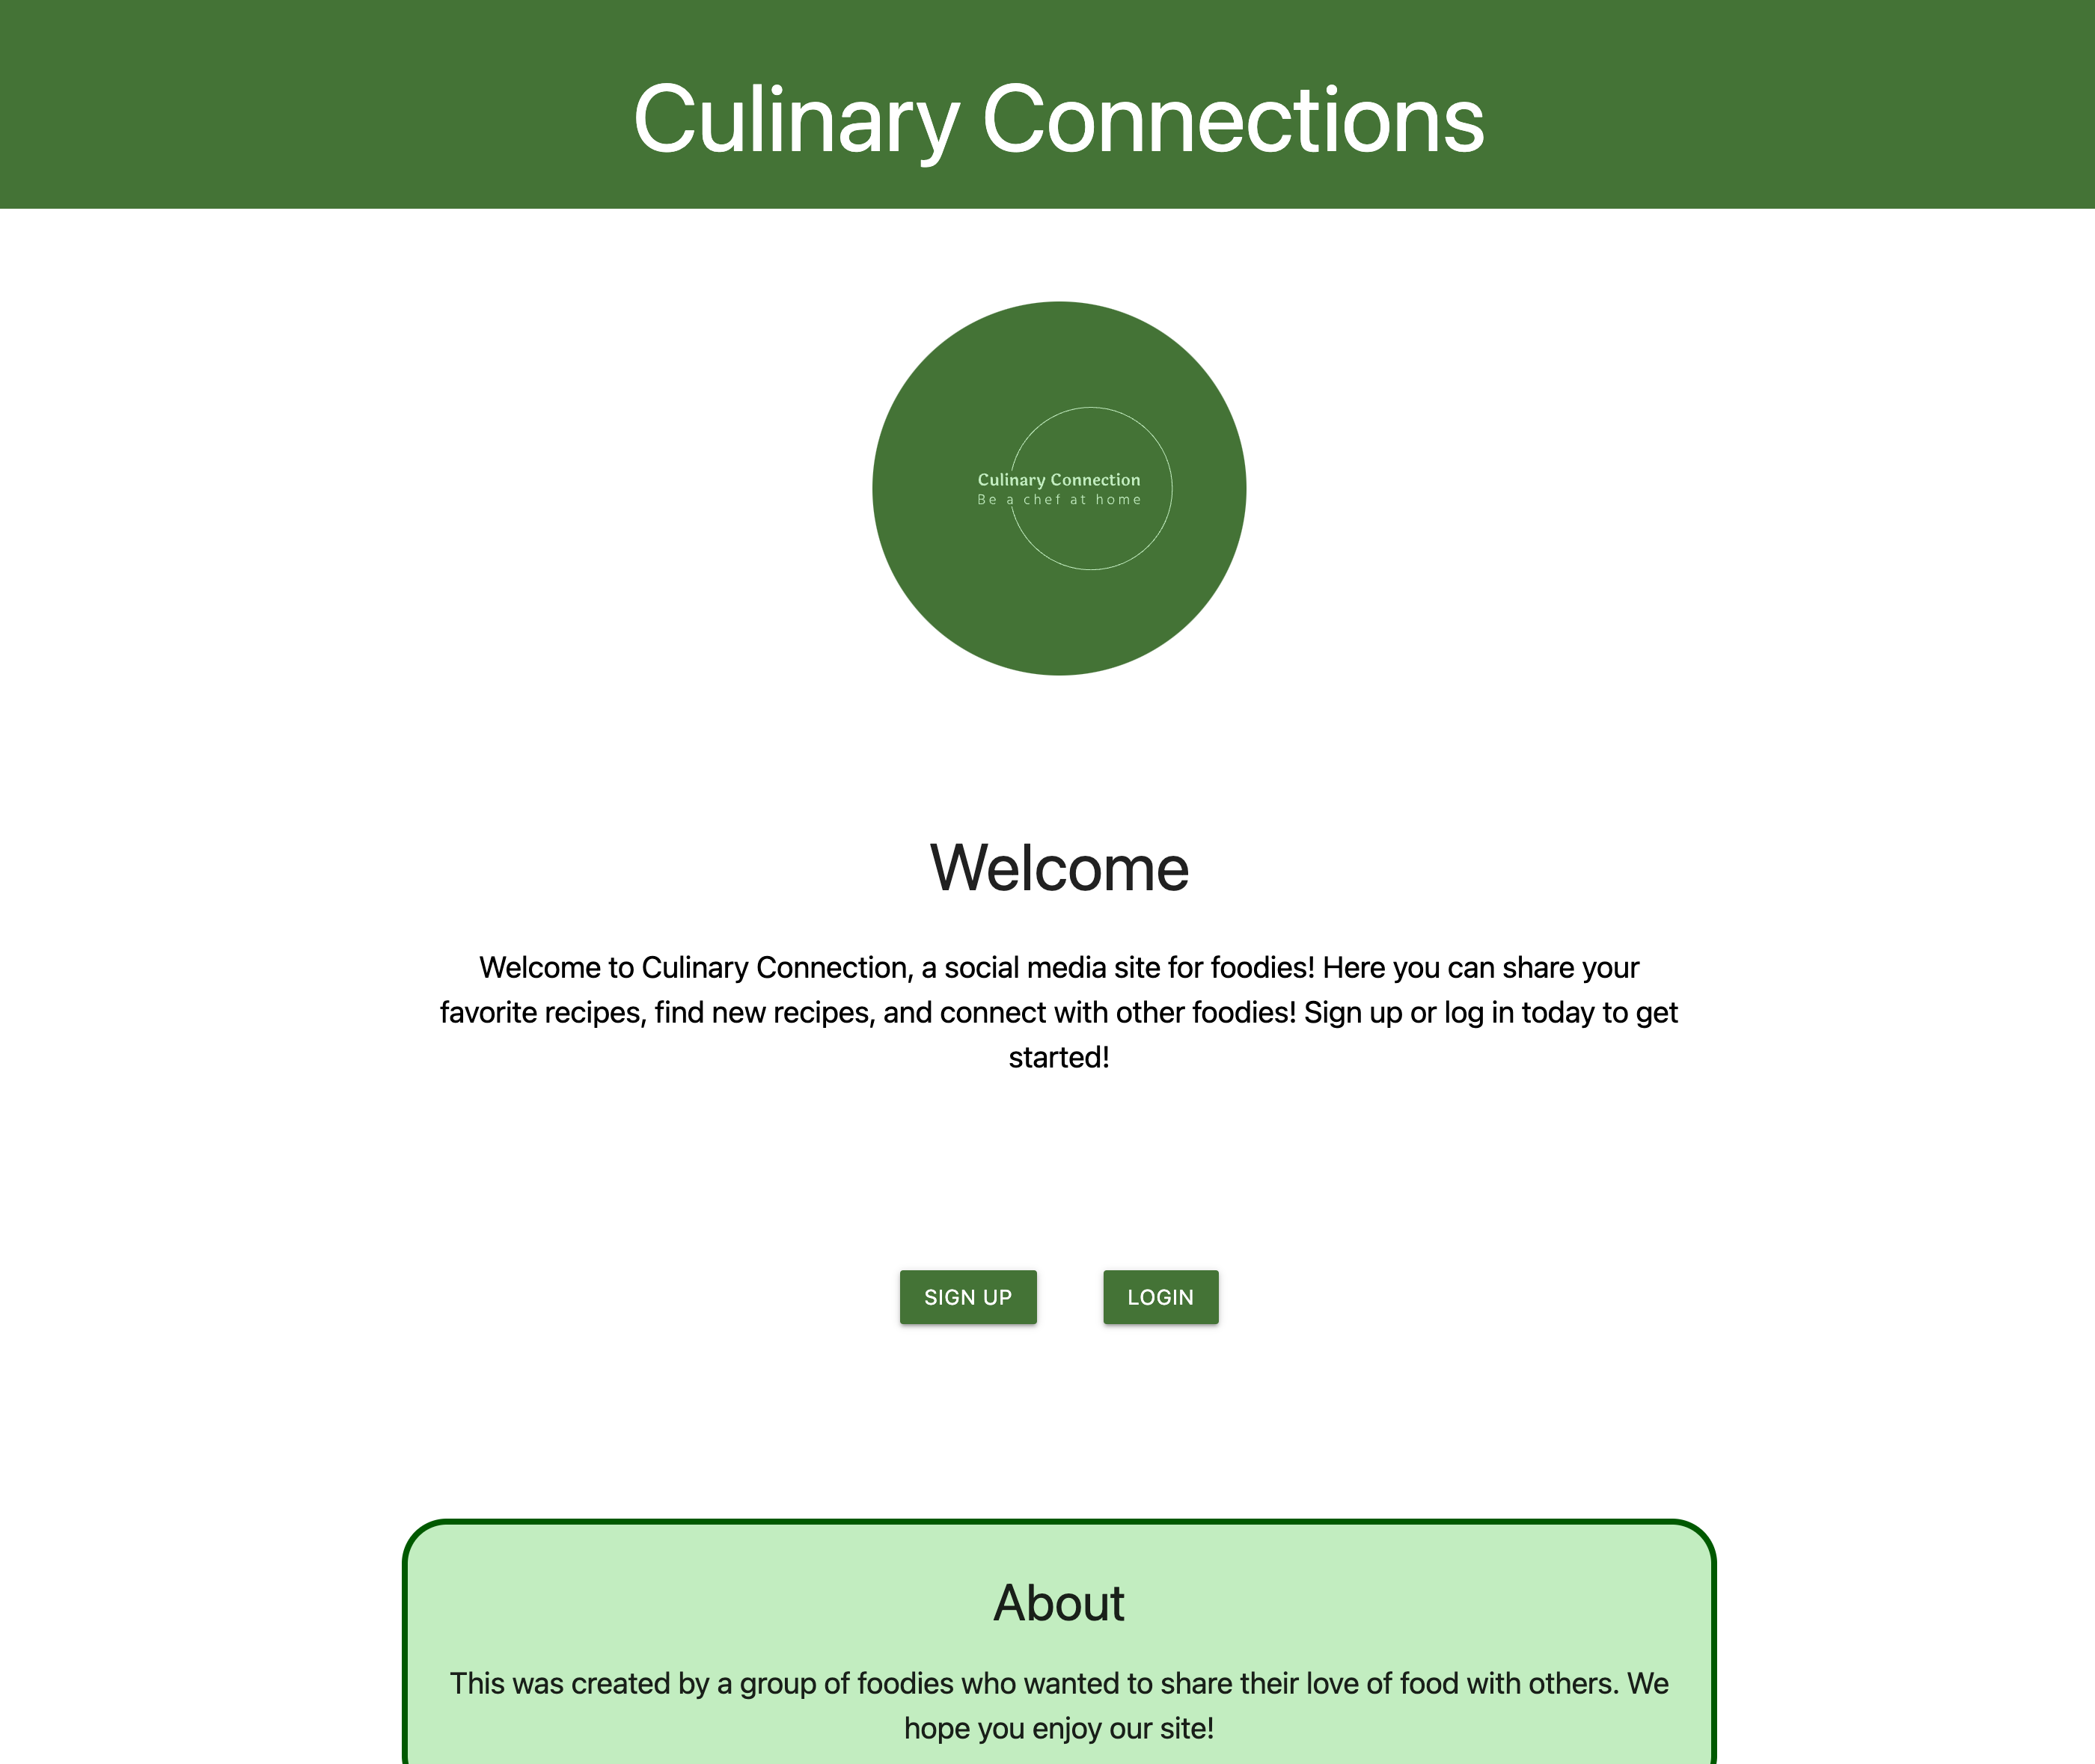 Culinary Connections
Culinary Connection
Be a chef at home
Welcome
Welcome to Culinary Connection, a social media site for foodies! Here you can share your
favorite recipes, find new recipes, and connect with other foodies! Sign up or log in today to get
started!
SIGN UP LOGIN
About
This was created by a group of foodies who wanted to share their love of food with others. We
hope you enjoy our site!